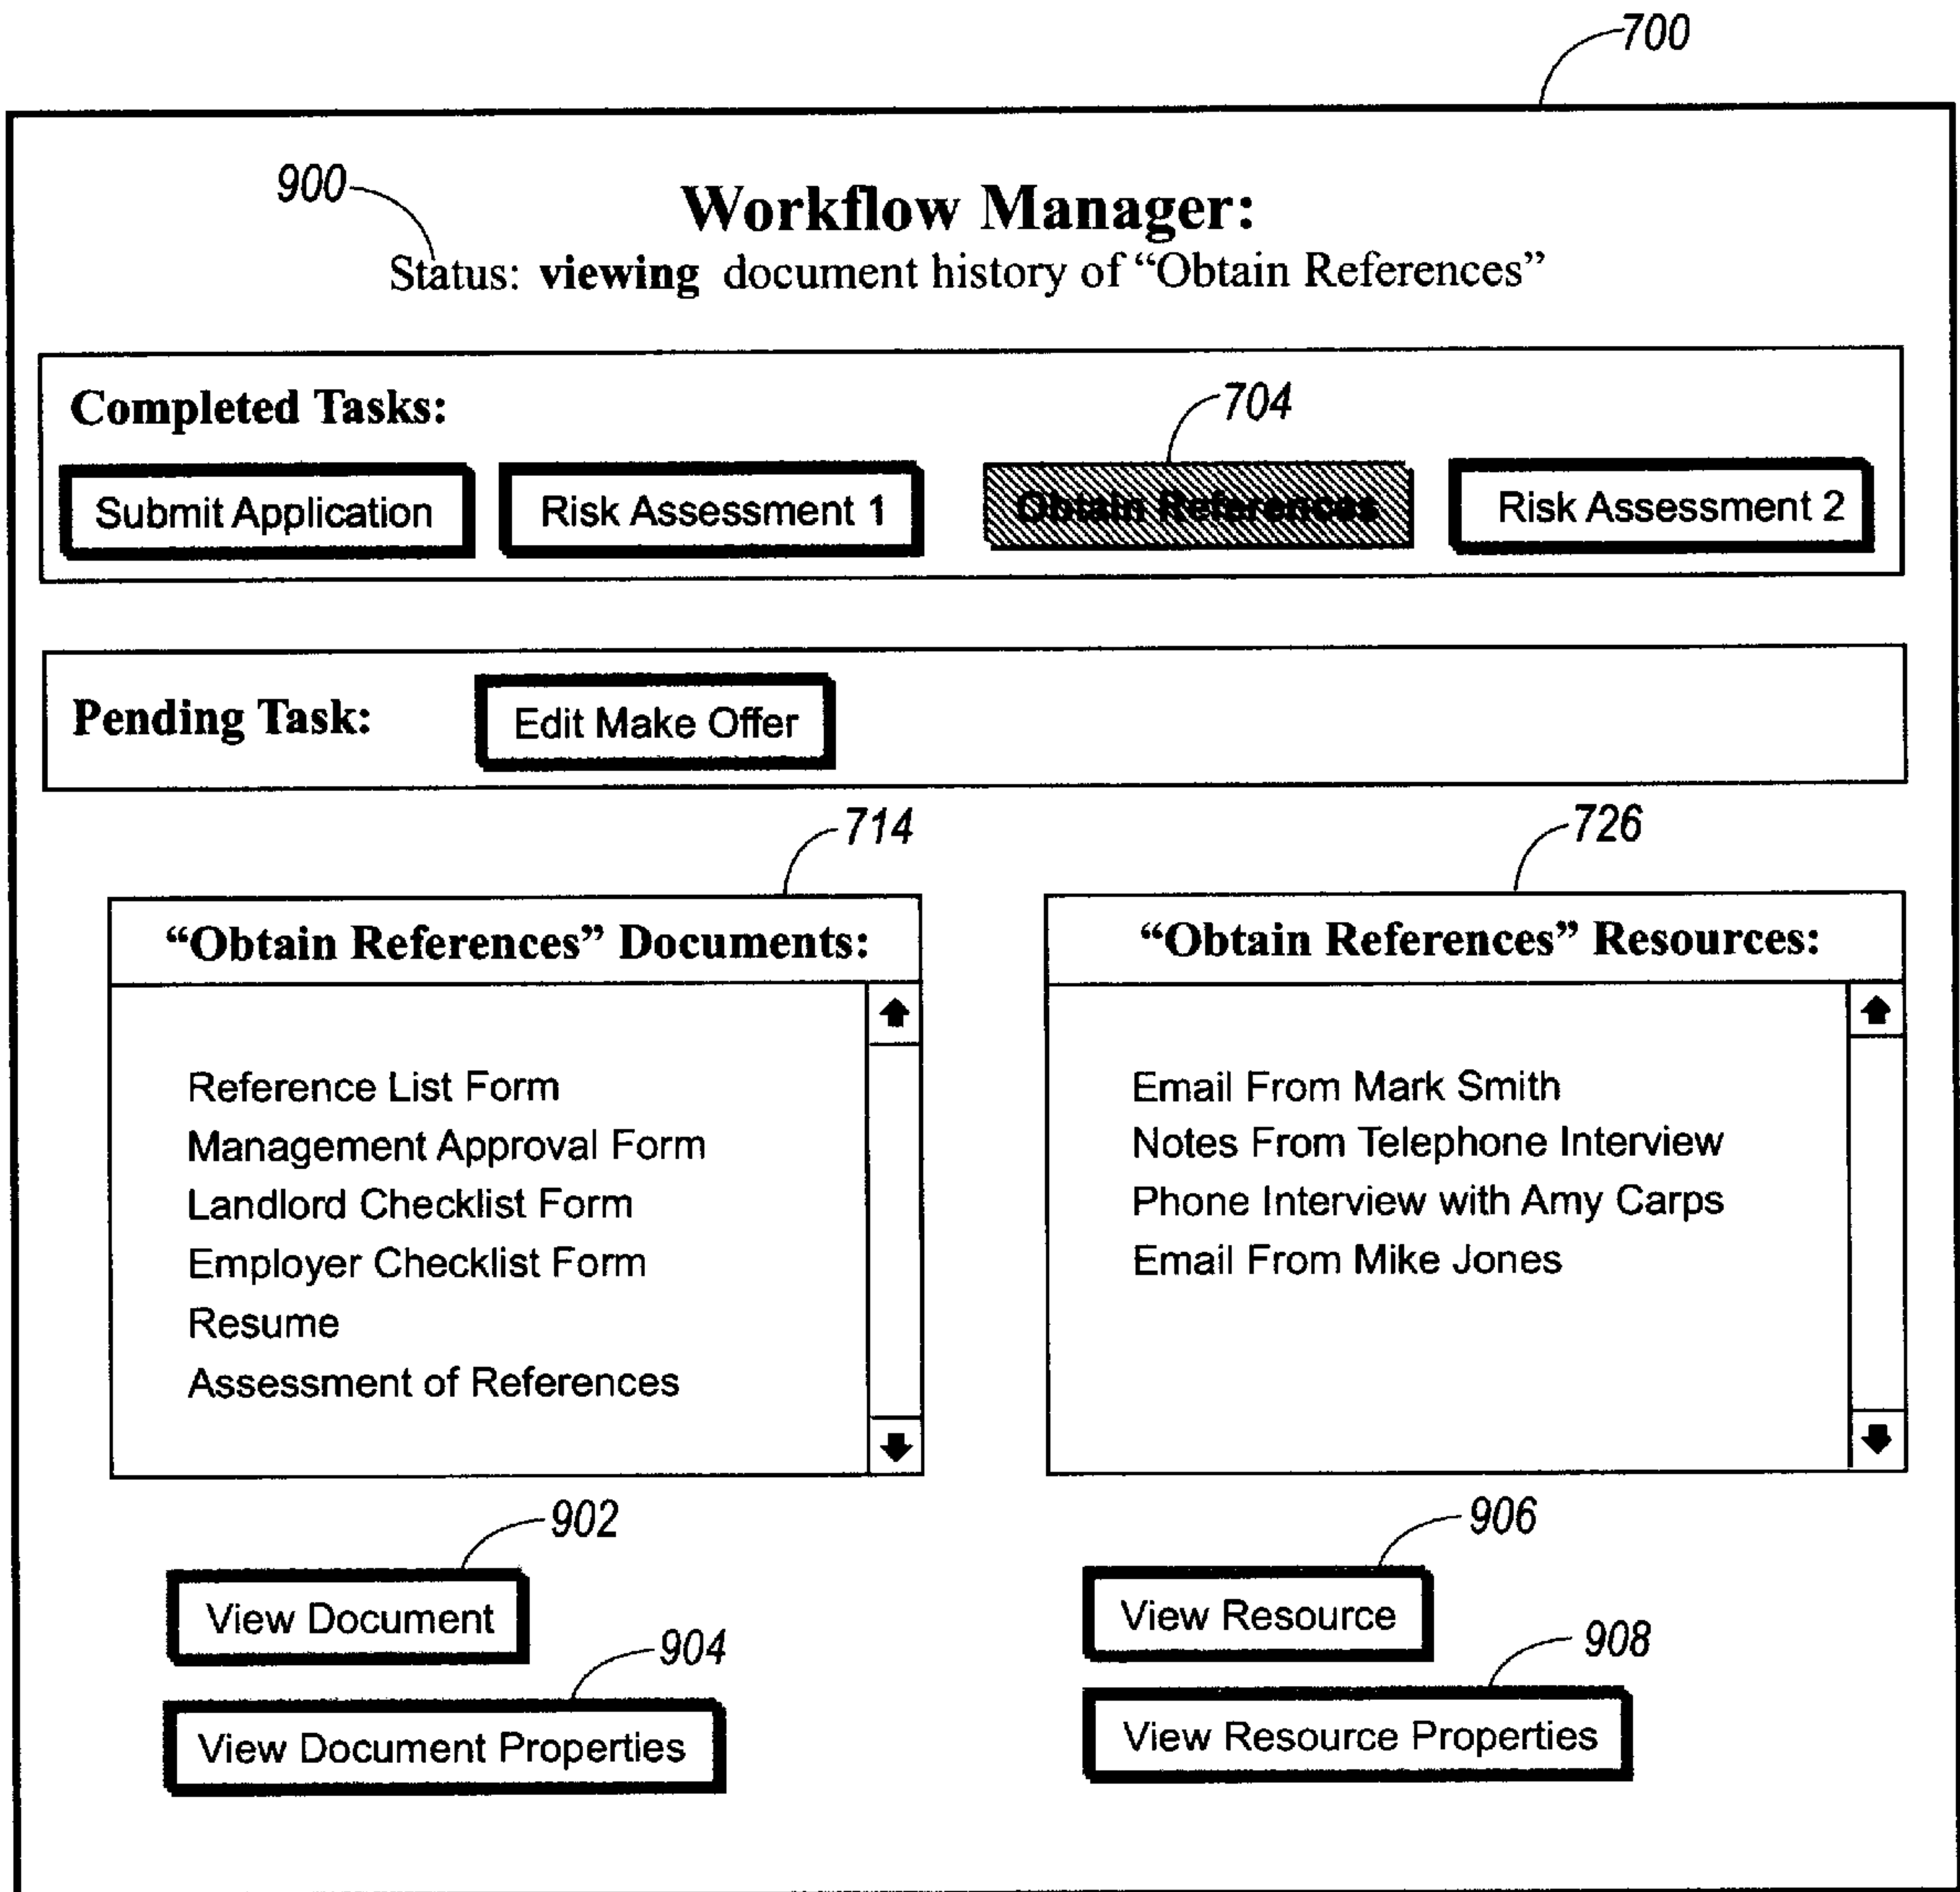 700
900
Workflow Manager:
Status: viewing document history of “Obtain References”
Completed Tasks:
704
Submit Application
Risk Assessment 1
Obtain References
Risk Assessment 2
Pending Task:
Edit Make Offer
714
726
“Obtain References” Documents:
Reference List Form
Management Approval Form
Landlord Checklist Form
Employer Checklist Form
Resume
Assessment of References
“Obtain References” Resources:
Email From Mark Smith
Notes From Telephone Interview
Phone Interview with Amy Carps
Email From Mike Jones
902
View Document
904
View Document Properties
906
View Resource
908
View Resource Properties